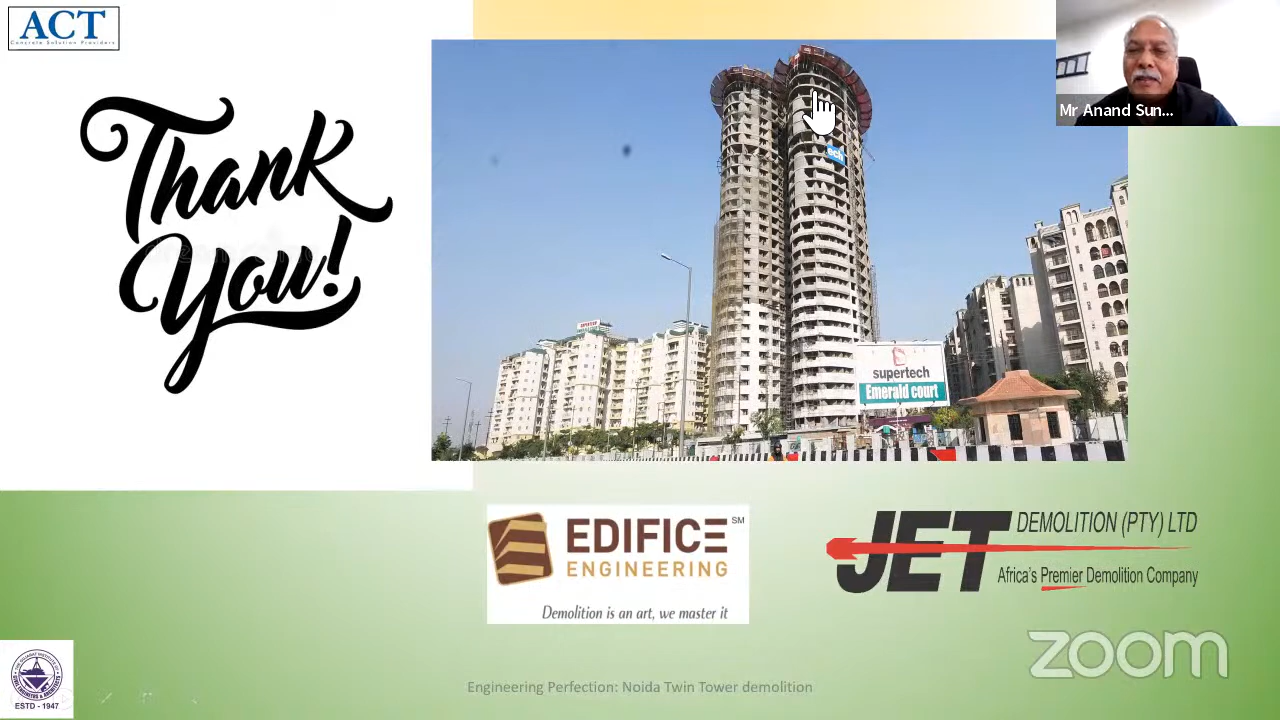 ACT
Concrete Solution Providers
Mr Anand Sun...
Thank
You!
ech
supertech
Emerald court
EDIFICE SM
ENGINEERING
Demolition is an art, we master it
JET DEMOLITION (PTY) LTD
Africa's Premier Demolition Company
zoom
Engineering Perfection: Noida Twin Tower demolition
ESTD - 1947